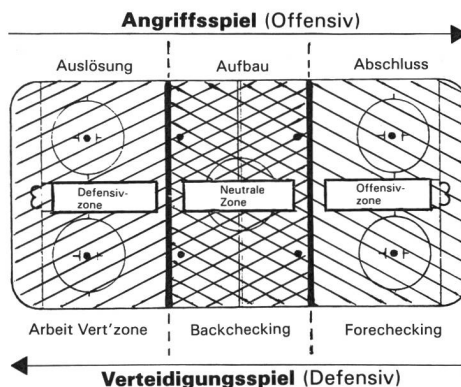 Angriffsspiel (Offensiv)
Auslösung Aufbau Abschluss
Defensiv- Neutrale Offensiv-
zone Zone zone
Arbeit Vert'zone Backchecking Forechecking
Verteidigungsspiel (Defensiv)